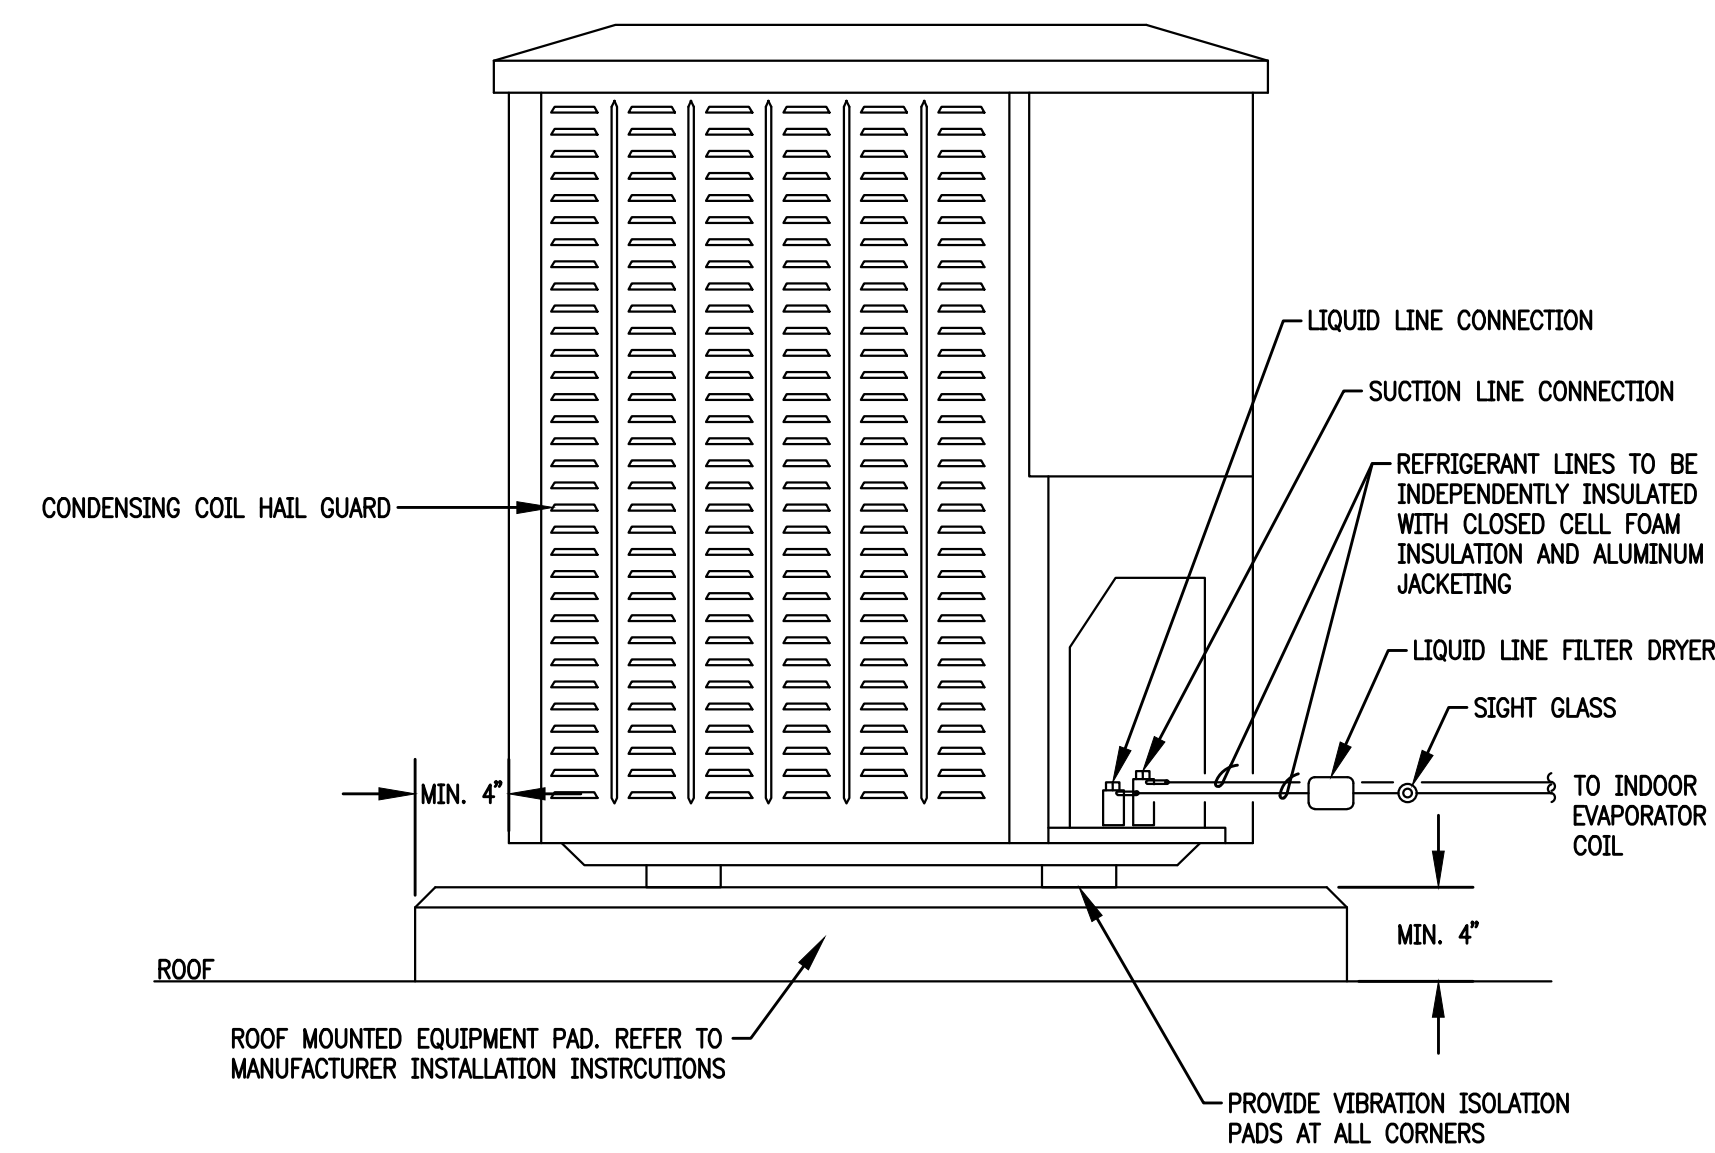 LIQUID LINE CONNECTION
SUCTION LINE CONNECTION
REFRIGERANT LINES TO BE
INDEPENDENTLY INSULATED
WITH CLOSED CELL FOAM
INSULATION AND ALUMINUM
JACKETING
CONDENSING COIL HAIL GUARD
LIQUID LINE FILTER DRYER
SIGHT GLASS
MIN. 4"
TO INDOOR
EVAPORATOR
COIL
MIN. 4"
ROOF
ROOF MOUNTED EQUIPMENT PAD. REFER TO
MANUFACTURER INSTALLATION INSTRCUTIONS
PROVIDE VIBRATION ISOLATION
PADS AT ALL CORNERS